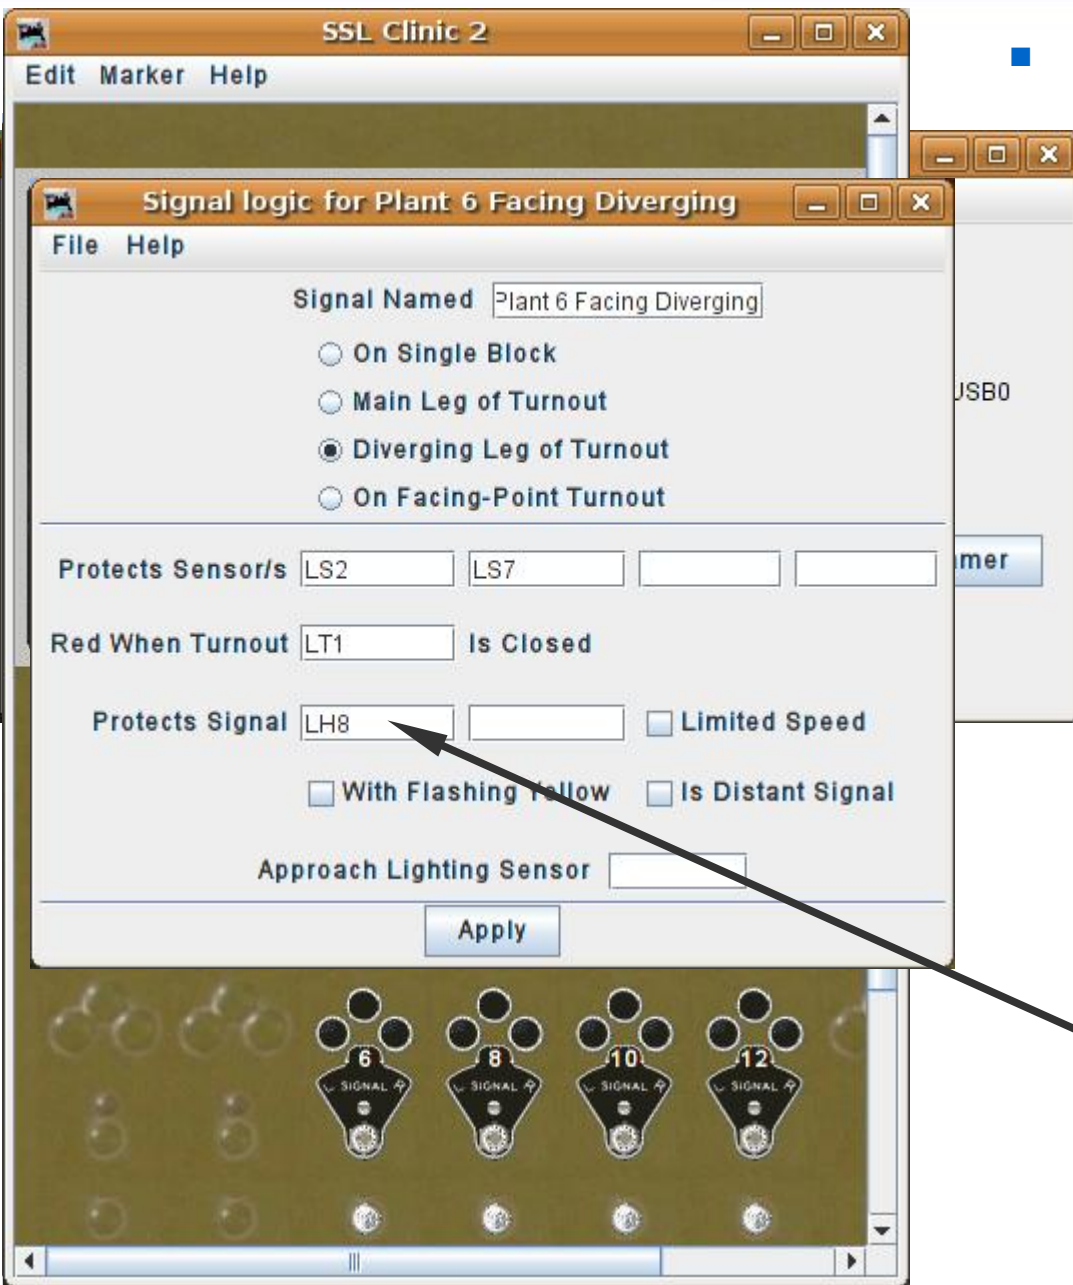 SSL Clinic 2
Edit Marker Help
Signal logic for Plant 6 Facing Diverging
File Help
Signal Named Plant 6 Facing Diverging
On Single Block
Main Leg of Turnout
JSB0
Diverging Leg of Turnout
On Facing-Point Turnout
Protects Sensor/s LS2 LS7
mer
Red When Turnout LT1 Is Closed
Protects Signal LH8 Limited Speed
With Flashing Yellow Is Distant Signal
Approach Lighting Sensor
Apply
6 8 10 12
L SIGNAL R L SIGNAL R L SIGNAL R L SIGNAL R